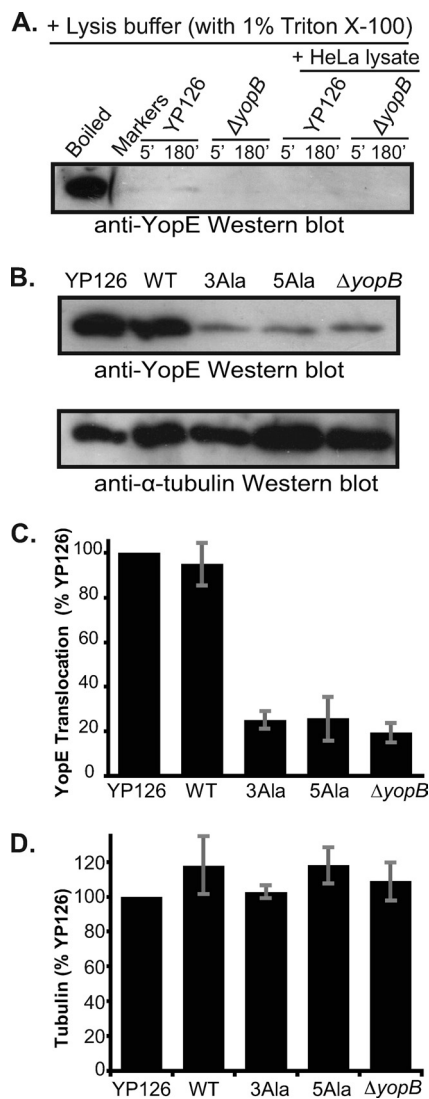 A.
+ Lysis buffer (with 1% Triton X-100)
+ HeLa lysate
Boiled Markers YP126 ΔyopB YP126 ΔyopB
5' 180' 5' 180' 5' 180' 5' 180'
anti-YopE Western blot
B.
YP126 WT 3Ala 5Ala ΔyopB
anti-YopE Western blot
anti-α-tubulin Western blot
C.
YopE Translocation (% YP126)
100
80
60
40
20
0
YP126 WT 3Ala 5Ala ΔyopB
D.
Tubulin (% YP126)
120
100
80
60
40
20
0
YP126 WT 3Ala 5Ala ΔyopB